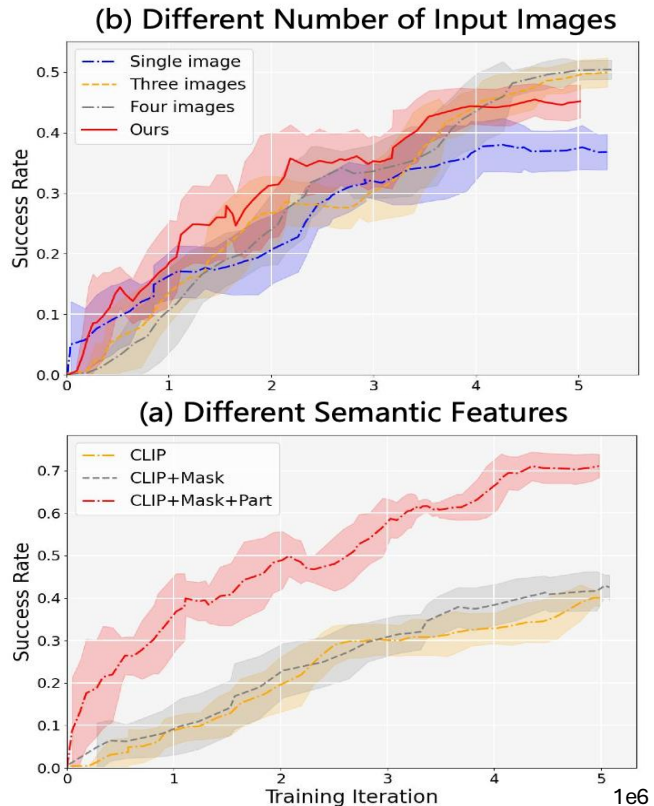 (b) Different Number of Input Images
Success Rate
0.5
0.4
0.3
0.2
0.1
0.0
Single image
Three images
Four images
Ours
0
1
2
3
4
5
(a) Different Semantic Features
Success Rate
0.7
0.6
0.5
0.4
0.3
0.2
0.1
0.0
CLIP
CLIP+Mask
CLIP+Mask+Part
0
1
2
3
4
5
Training Iteration
1e6